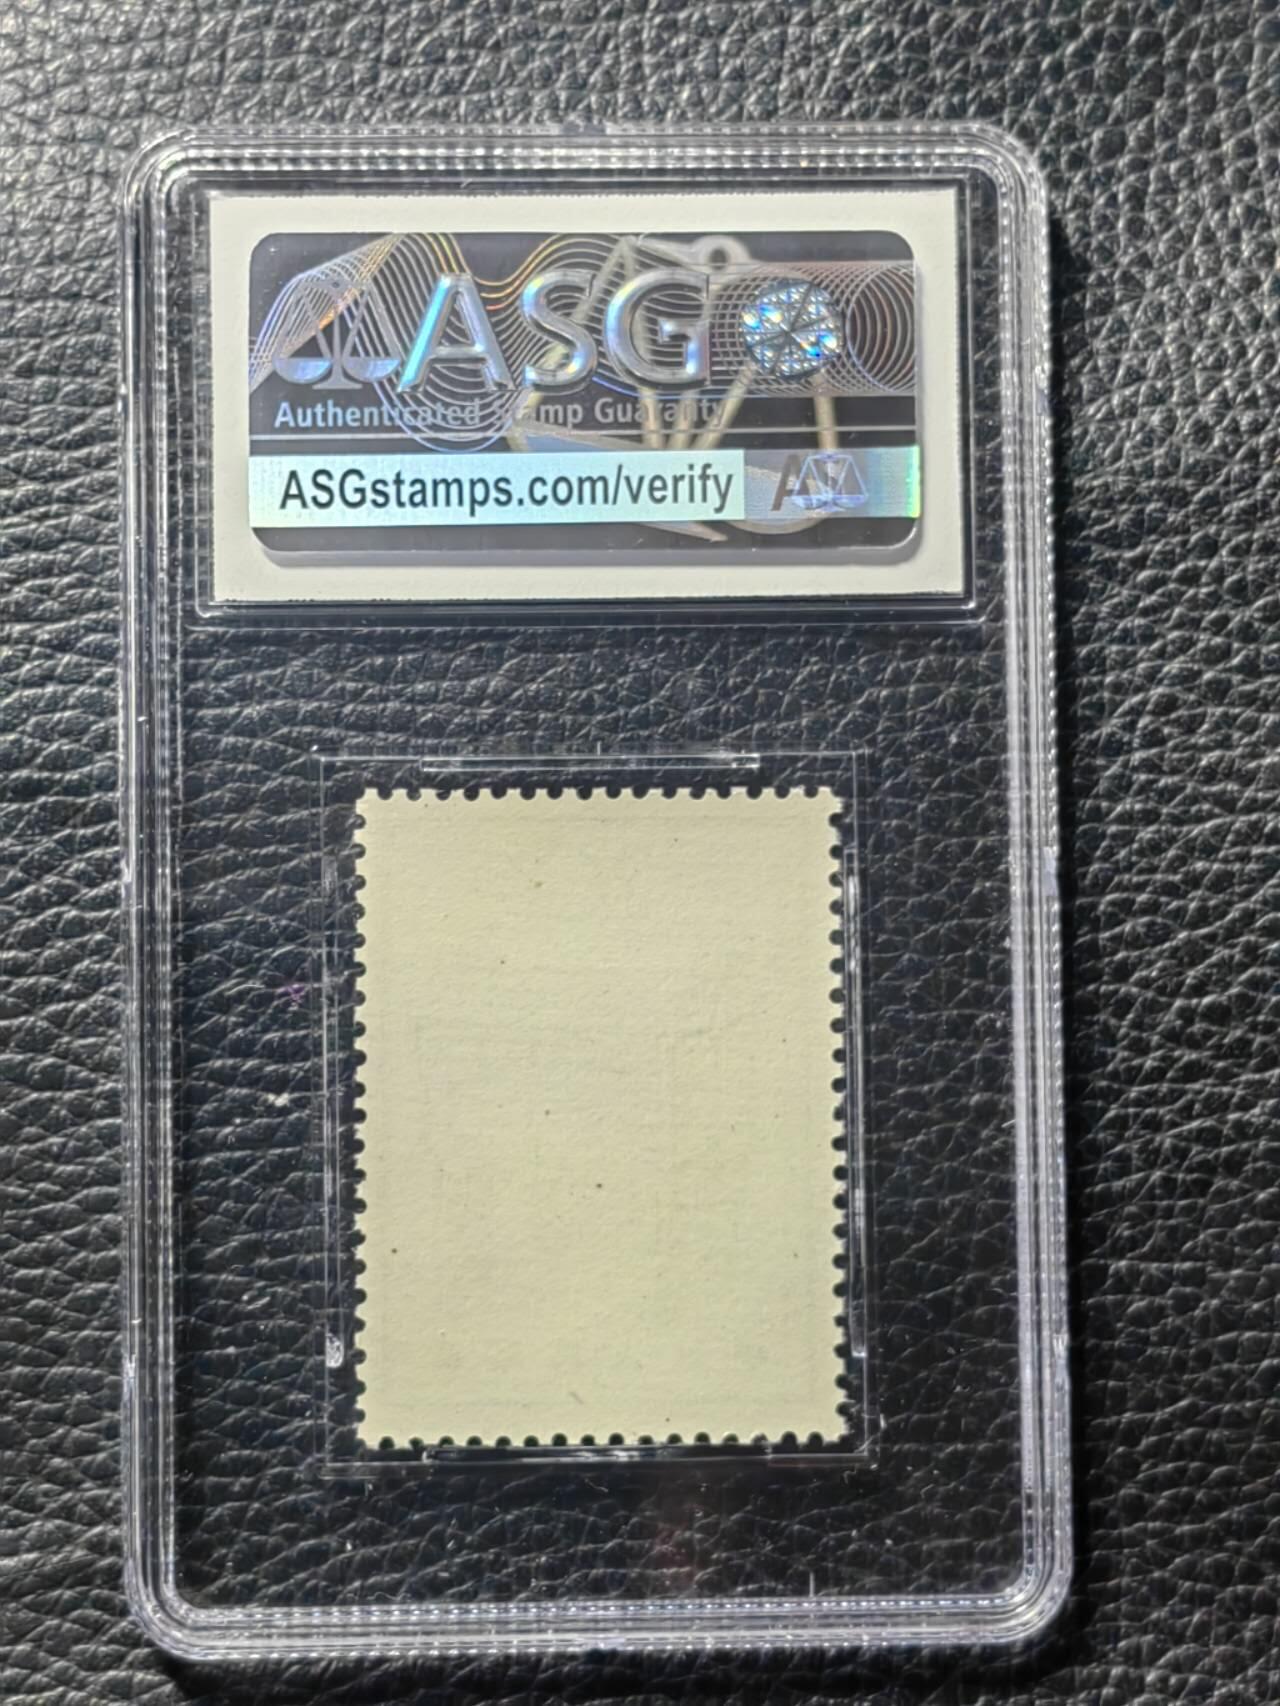 ASG
Authenticated Stamp Guaranty
ASGstamps.com/verify